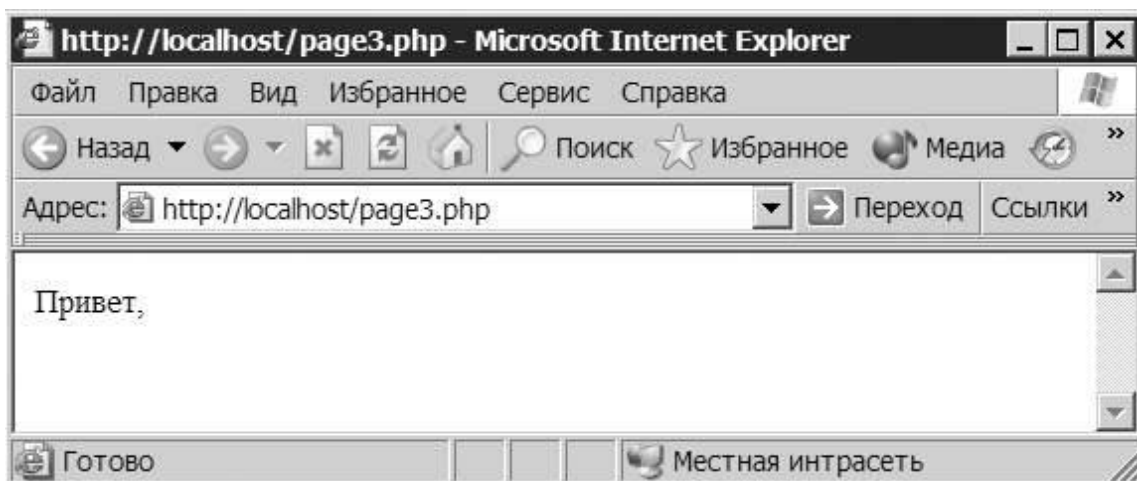 http://localhost/page3.php - Microsoft Internet Explorer
Файл Правка Вид Избранное Сервис Справка
Назад Поиск Избранное Медиа »
Адрес: http://localhost/page3.php Переход Ссылки »
Привет,
Готово Местная интрасеть